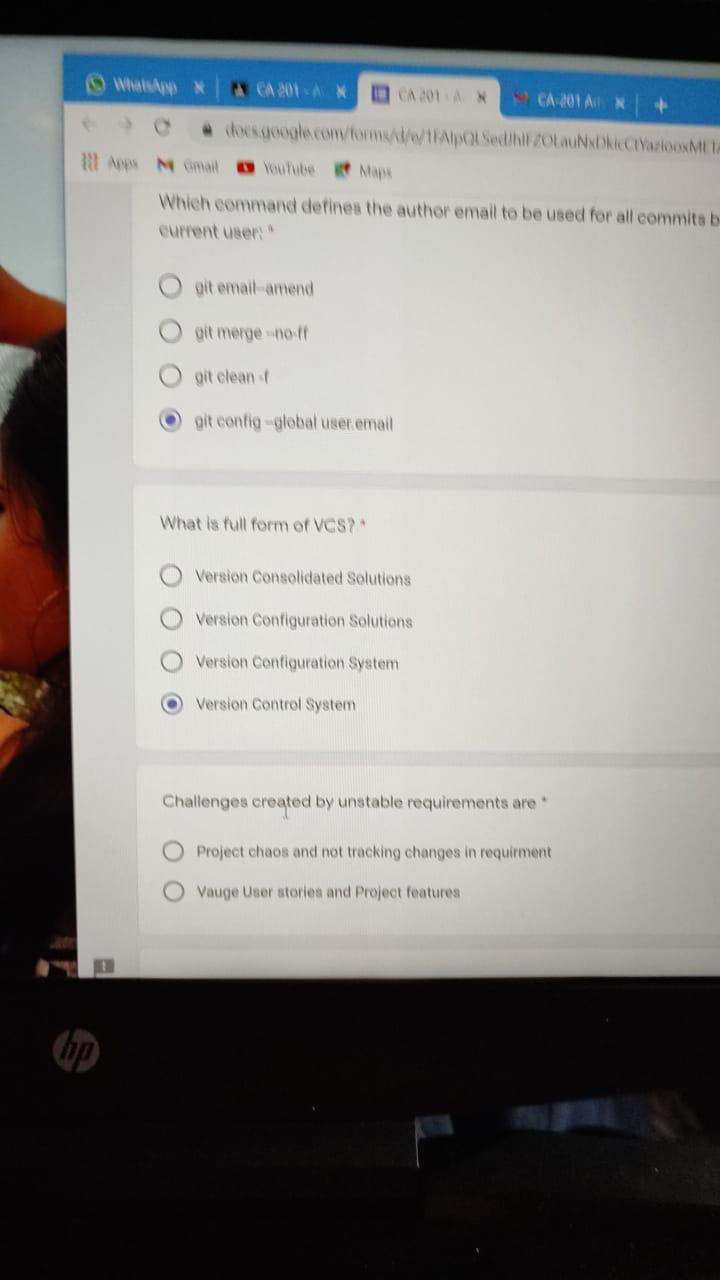 WhatsApp
CA 201 - A
CA 201 - A
CA-201 A
docs.google.com/forms/d/e/
Apps
Gmail
YouTube
Maps
Which command defines the author email to be used for all commits b
current user: *
git email-amend
git merge --no-ff
git clean -f
git config --global user.email
What is full form of VCS? *
Version Consolidated Solutions
Version Configuration Solutions
Version Configuration System
Version Control System
Challenges created by unstable requirements are *
Project chaos and not tracking changes in requirment
Vauge User stories and Project features
hp